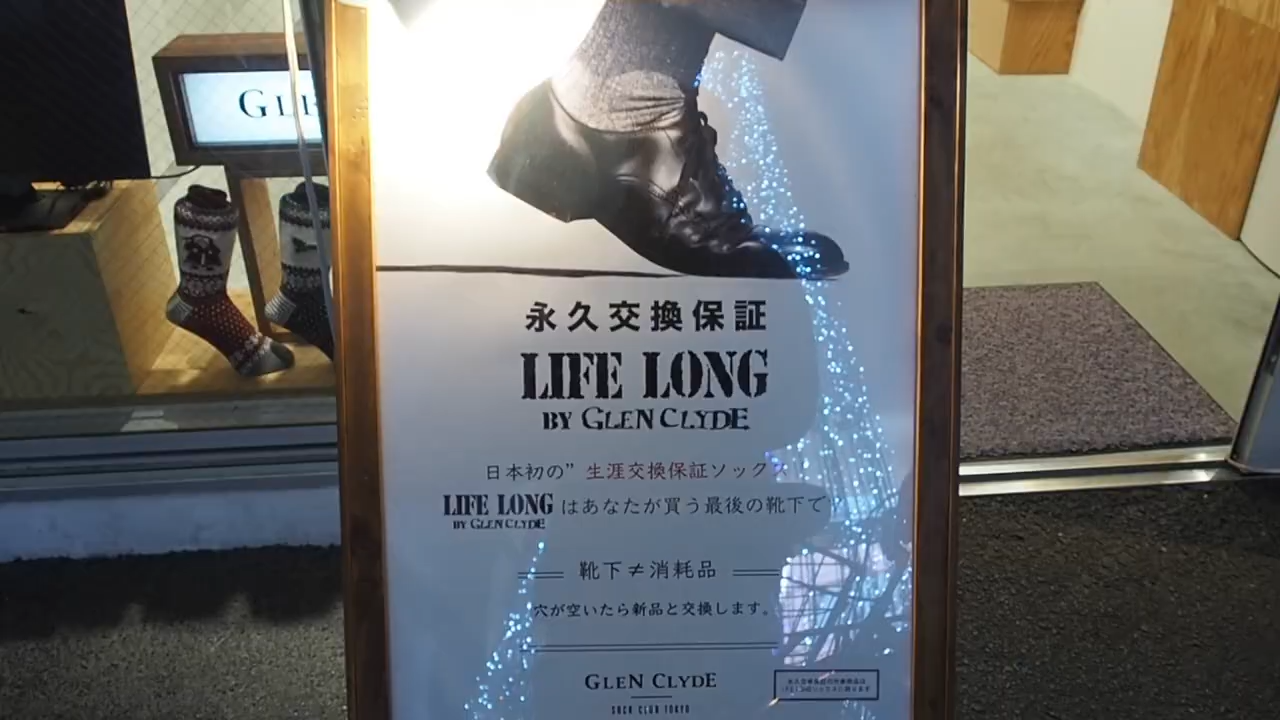 GLE
永久交換保証
LIFE LONG
BY GLEN CLYDE
日本初の” 生涯交換保証ソックス
LIFE LONG はあなたが買う最後の靴下で
BY GLEN CLYDE
靴下≠消耗品
穴が空いたら新品と交換します。
GLEN CLYDE
SOCK CLUB TOKYO